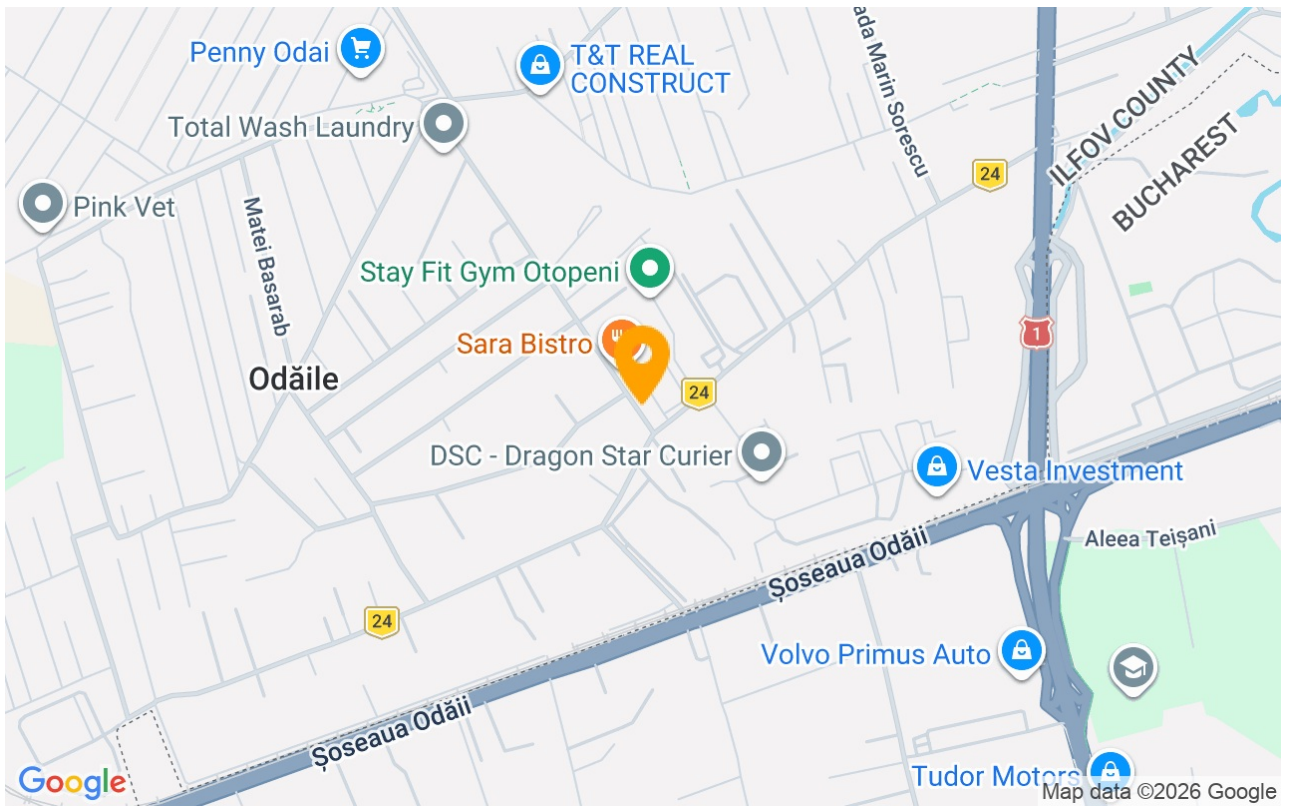 Penny Odai
T&T REAL
CONSTRUCT
ada Marin Sorescu
ILFOV COUNTY
BUCHAREST
Total Wash Laundry
24
Pink Vet
Matei Basarab
Stay Fit Gym Otopeni
Sara Bistro
1
Odăile
24
DSC - Dragon Star Curier
Vesta Investment
Aleea Teișani
Șoseaua Odăii
24
Volvo Primus Auto
Șoseaua Odăii
Tudor Motors
Google
Map data ©2026 Google